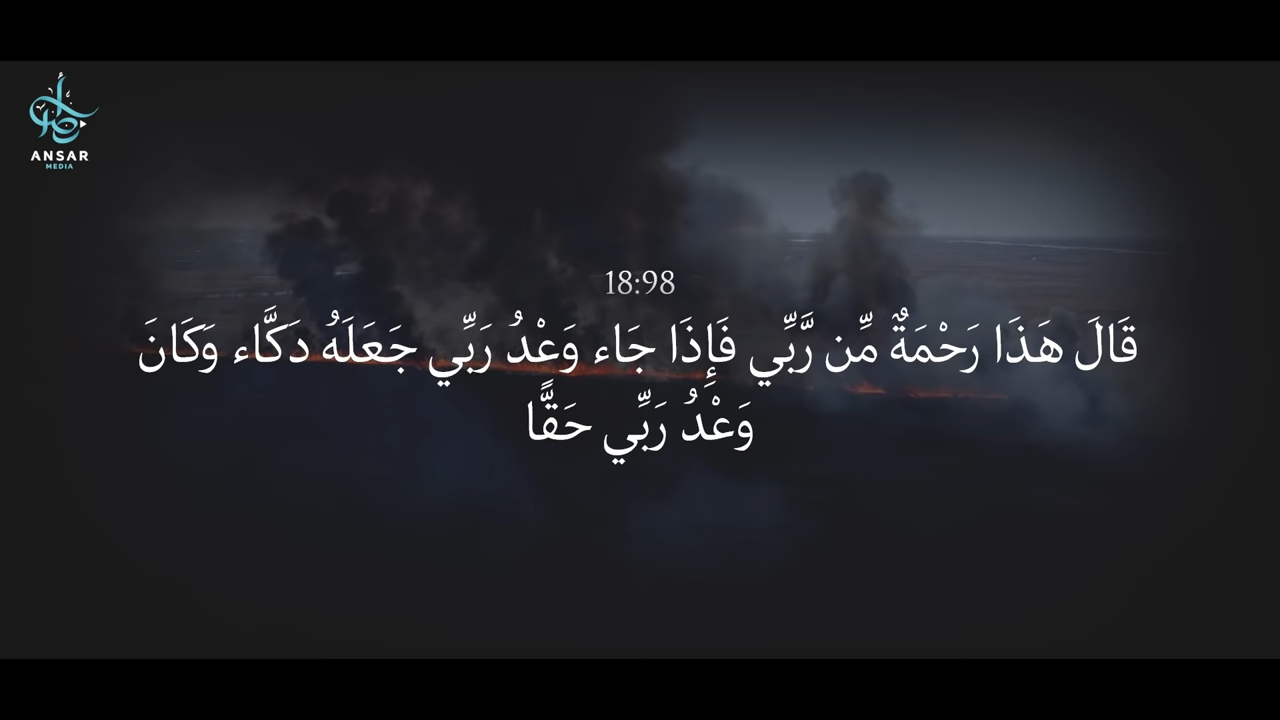 ANSAR
MEDIA
18:98
قَالَ هَذَا رَحْمَةٌ مِّن رَّبِّي فَإِذَا جَاء وَعْدُ رَبِّي جَعَلَهُ دَكَّاء وَكَانَ
وَعْدُ رَبِّي حَقًّا